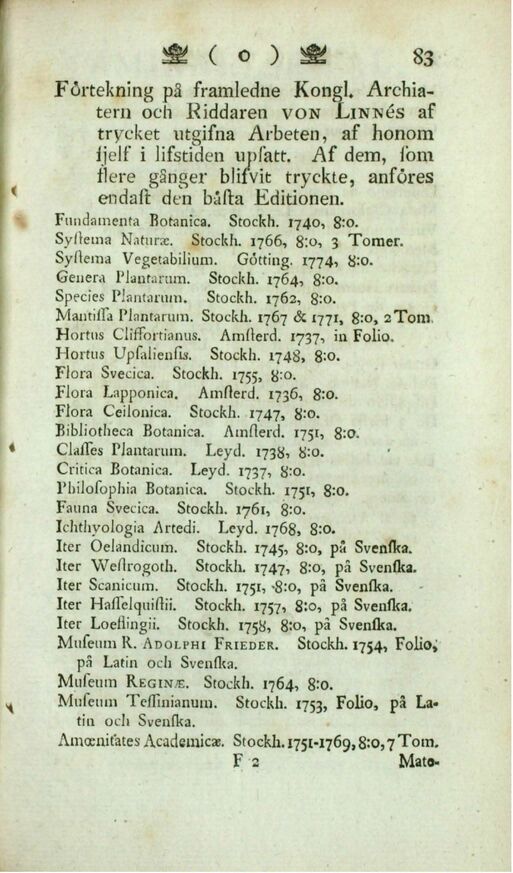 ( o ) 83
Förtekning på framledne Kongl. Archia-
tern och Riddaren VON LINNés af
trycket utgifna Arbeten, af honom
ſjelf i lifstiden upſatt. Af dem, ſom
flere gånger blifvit tryckte, anföres
endaſt den båſta Editionen.
Fundamenta Botanica. Stockh. 1740, 8:o.
Syſtema Naturæ. Stockh. 1766, 8:o, 3 Tomer.
Syſtema Vegetabilium. Götting. 1774, 8:o.
Genera Plantarum. Stockh. 1764, 8:o.
Species Plantarum. Stockh. 1762, 8:o.
Mantiſſa Plantarum. Stockh. 1767 & 1771, 8:o, 2 Tom.
Hortus Cliffortianus. Amſterd. 1737, in Folio.
Hortus Upſalienſis. Stockh. 1748, 8:o.
Flora Svecica. Stockh. 1755, 8:o.
Flora Lapponica. Amſterd. 1736, 8:o.
Flora Ceilonica. Stockh. 1747, 8:o.
Bibliotheca Botanica. Amſterd. 1751, 8:o.
Claſſes Plantarum. Leyd. 1738, 8:o.
Critica Botanica. Leyd. 1737, 8:o.
Philoſophia Botanica. Stockh. 1751, 8:o.
Fauna Svecica. Stockh. 1761, 8:o.
Ichthyologia Artedi. Leyd. 1768, 8:o.
Iter Oelandicum. Stockh. 1745, 8:o, på Svenſka.
Iter Weſtrogoth. Stockh. 1747, 8:o, på Svenſka.
Iter Scanicum. Stockh. 1751, 8:o, på Svenſka.
Iter Haſſelquiſtii. Stockh. 1757, 8:o, på Svenſka.
Iter Loeflingii. Stockh. 1758, 8:o, på Svenſka.
Muſeum R. ADOLPHI FRIEDER. Stockh. 1754, Folio,
på Latin och Svenſka.
Muſeum REGINÆ. Stockh. 1764, 8:o.
Muſeum Teſſinianum. Stockh. 1753, Folio, på La-
tin och Svenſka.
Amœnitates Academicæ. Stockh. 1751-1769, 8:o, 7 Tom.
F 2 Mate-